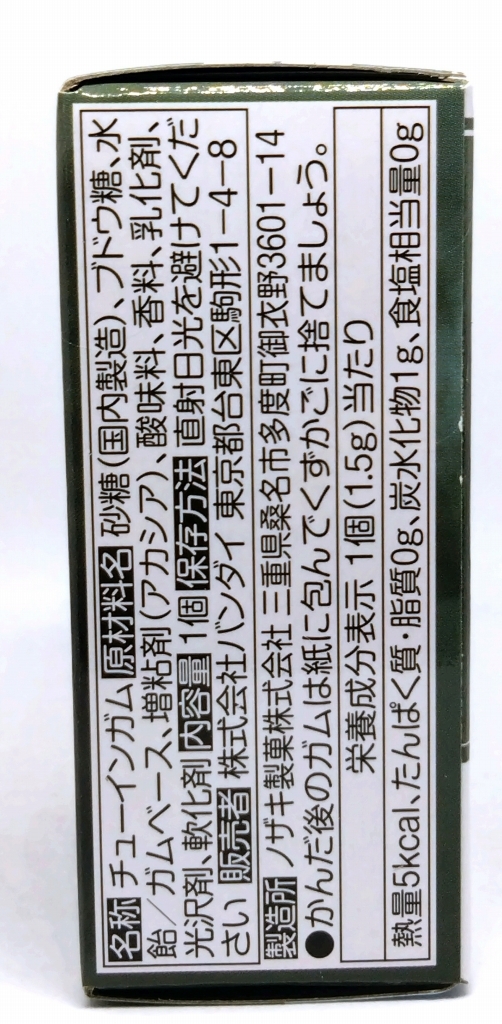 名称 チューインガム 原材料名 砂糖(国内製造)、ブドウ糖、水
飴/ガムベース、増粘剤(アカシア)、酸味料、香料、乳化剤、
光沢剤、軟化剤 内容量 1個 保存方法 直射日光を避けてくだ
さい 販売者 株式会社バンダイ 東京都台東区駒形1-4-8
製造所 ノザキ製菓株式会社 三重県桑名市多度町御衣野3601-14
●かんだ後のガムは紙に包んでくずかごに捨てましょう。
栄養成分表示 1個(1.5g)当たり
熱量5kcal、たんぱく質・脂質0g、炭水化物1g、食塩相当量0g